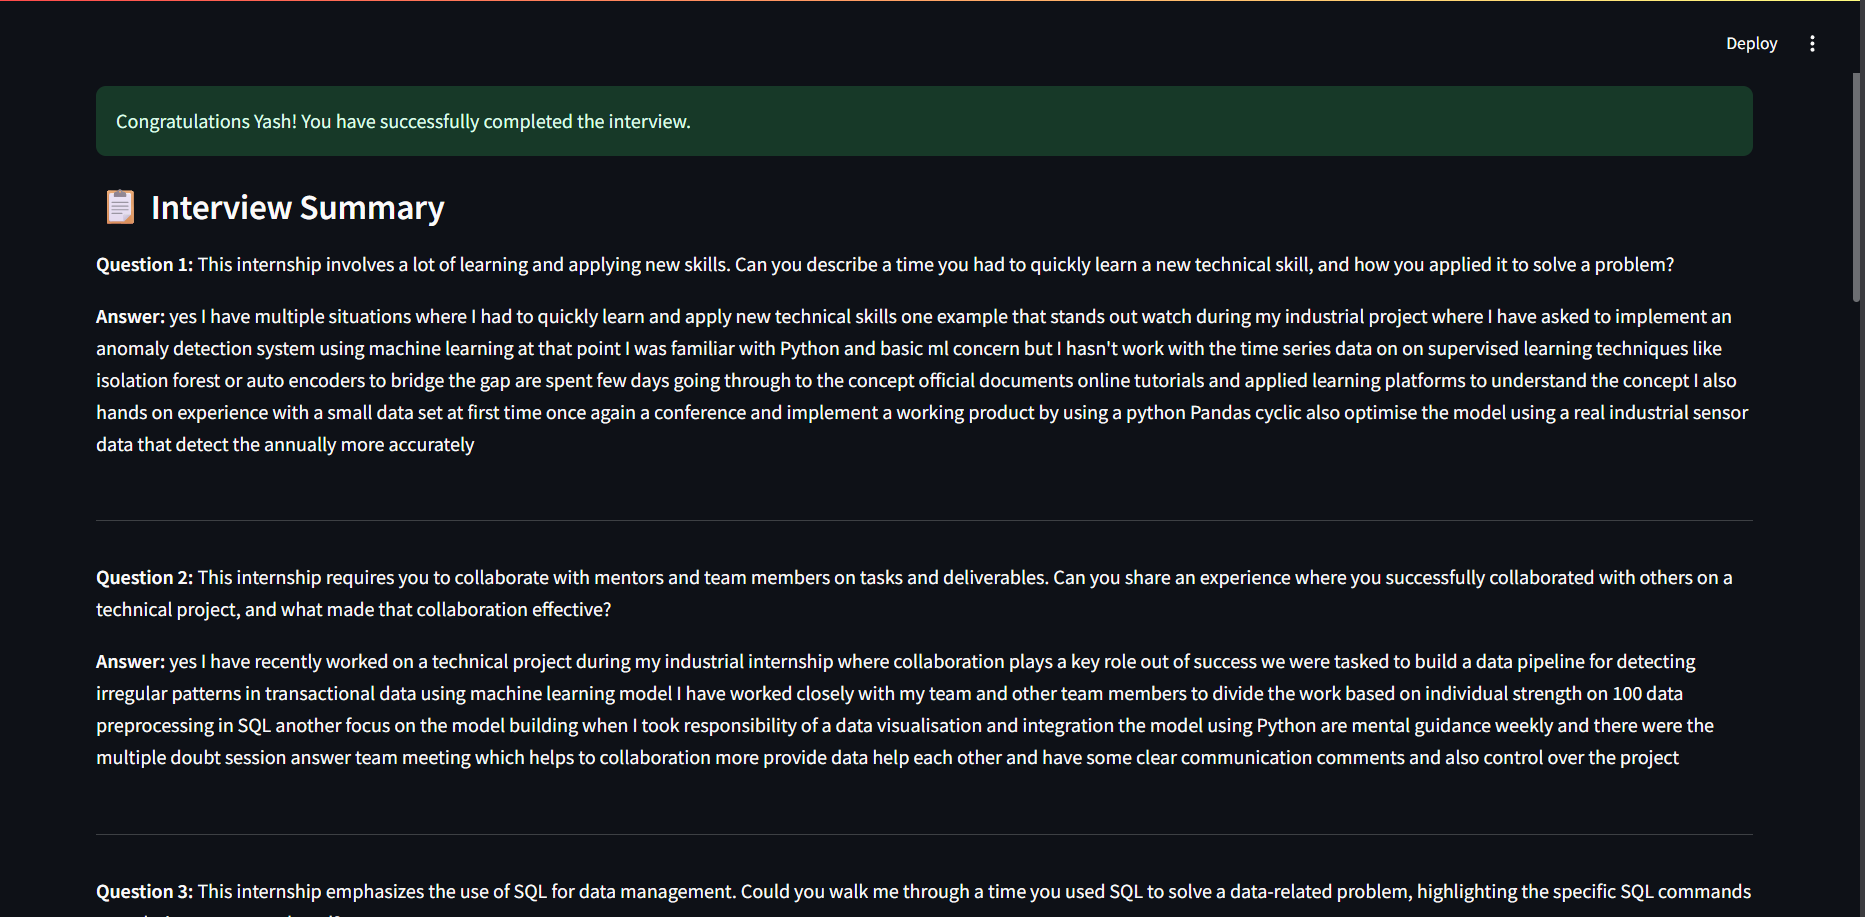 Deploy
Congratulations Yash! You have successfully completed the interview.
Interview Summary
Question 1: This internship involves a lot of learning and applying new skills. Can you describe a time you had to quickly learn a new technical skill, and how you applied it to solve a problem?
Answer: yes I have multiple situations where I had to quickly learn and apply new technical skills one example that stands out watch during my industrial project where I have asked to implement an
anomaly detection system using machine learning at that point I was familiar with Python and basic ml concern but I hasn't work with the time series data on on supervised learning techniques like
isolation forest or auto encoders to bridge the gap are spent few days going through to the concept official documents online tutorials and applied learning platforms to understand the concept I also
hands on experience with a small data set at first time once again a conference and implement a working product by using a python Pandas cyclic also optimise the model using a real industrial sensor
data that detect the annually more accurately
Question 2: This internship requires you to collaborate with mentors and team members on tasks and deliverables. Can you share an experience where you successfully collaborated with others on a
technical project, and what made that collaboration effective?
Answer: yes I have recently worked on a technical project during my industrial internship where collaboration plays a key role out of success we were tasked to build a data pipeline for detecting
irregular patterns in transactional data using machine learning model I have worked closely with my team and other team members to divide the work based on individual strength on 100 data
preprocessing in SQL another focus on the model building when I took responsibility of a data visualisation and integration the model using Python are mental guidance weekly and there were the
multiple doubt session answer team meeting which helps to collaboration more provide data help each other and have some clear communication comments and also control over the project
Question 3: This internship emphasizes the use of SQL for data management. Could you walk me through a time you used SQL to solve a data-related problem, highlighting the specific SQL commands